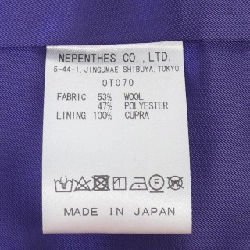 NEPENTHES CO., LTD.
5-44-1, JINGUMAE SHIBUYA, TOKYO
OT070
FABRIC 53% WOOL
47% POLYESTER
LINING 100% CUPRA
MADE IN JAPAN